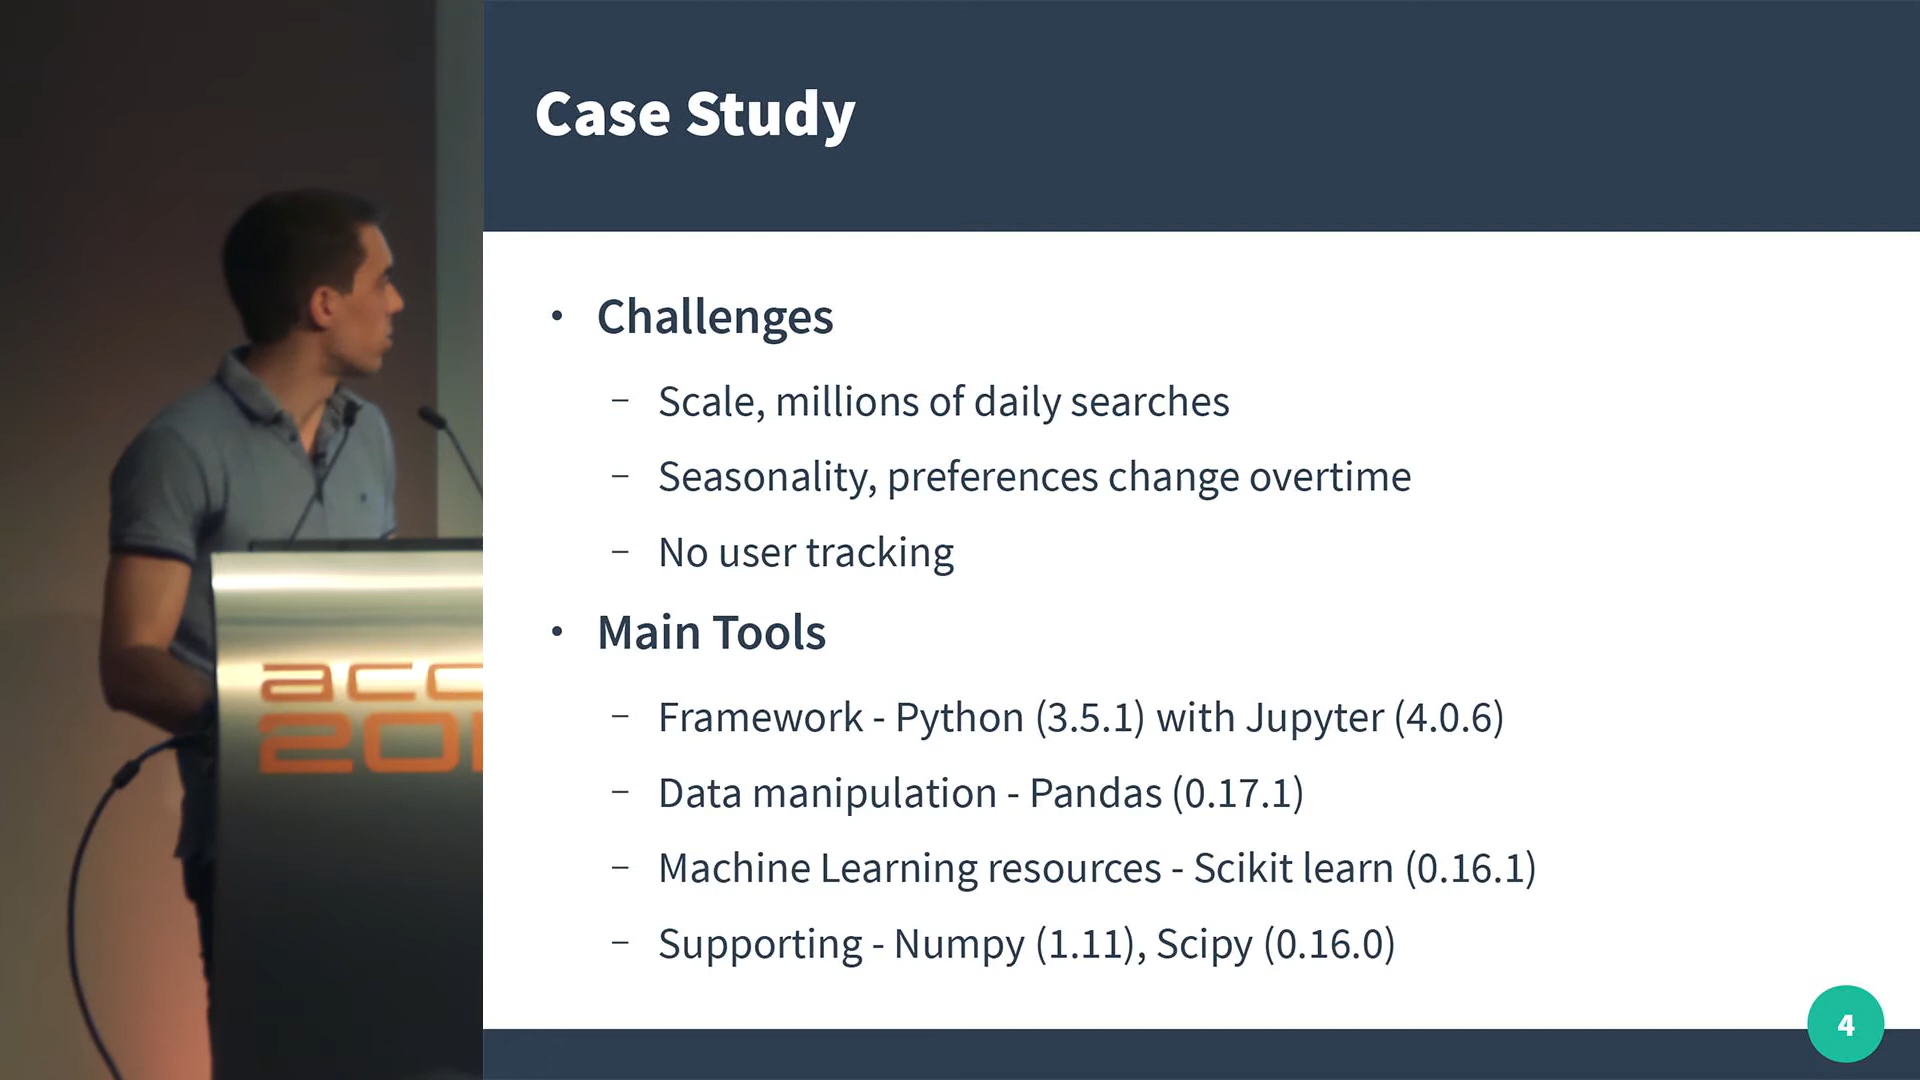 Case Study
• Challenges
– Scale, millions of daily searches
– Seasonality, preferences change overtime
– No user tracking
• Main Tools
– Framework - Python (3.5.1) with Jupyter (4.0.6)
– Data manipulation - Pandas (0.17.1)
– Machine Learning resources - Scikit learn (0.16.1)
– Supporting - Numpy (1.11), Scipy (0.16.0)
4